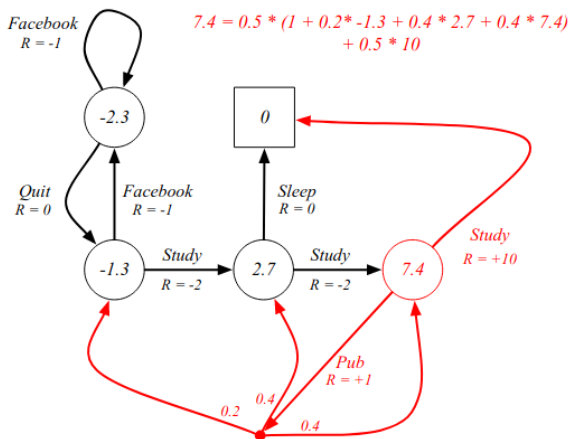 Facebook
R = -1
7.4 = 0.5 * (1 + 0.2* -1.3 + 0.4 * 2.7 + 0.4 * 7.4)
+ 0.5 * 10
-2.3
0
Quit
R = 0
Facebook
R = -1
Sleep
R = 0
Study
R = +10
-1.3
Study
R = -2
2.7
Study
R = -2
7.4
Pub
R = +1
0.2
0.4
0.4